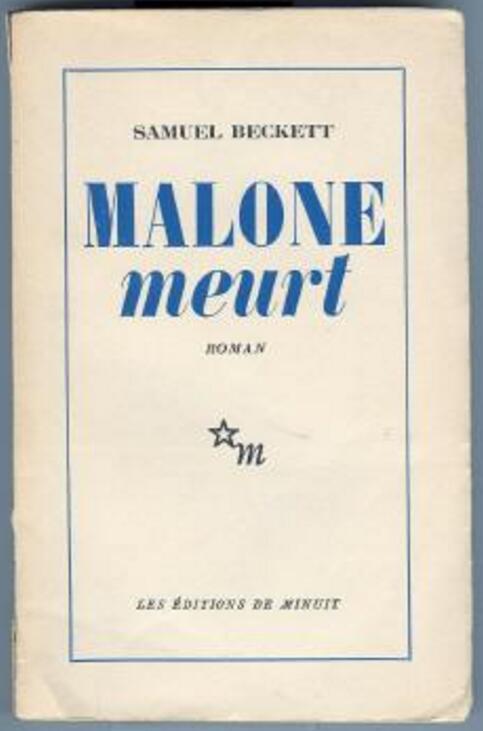 SAMUEL BECKETT
MALONE
meurt
ROMAN
m
LES ÉDITIONS DE MINUIT